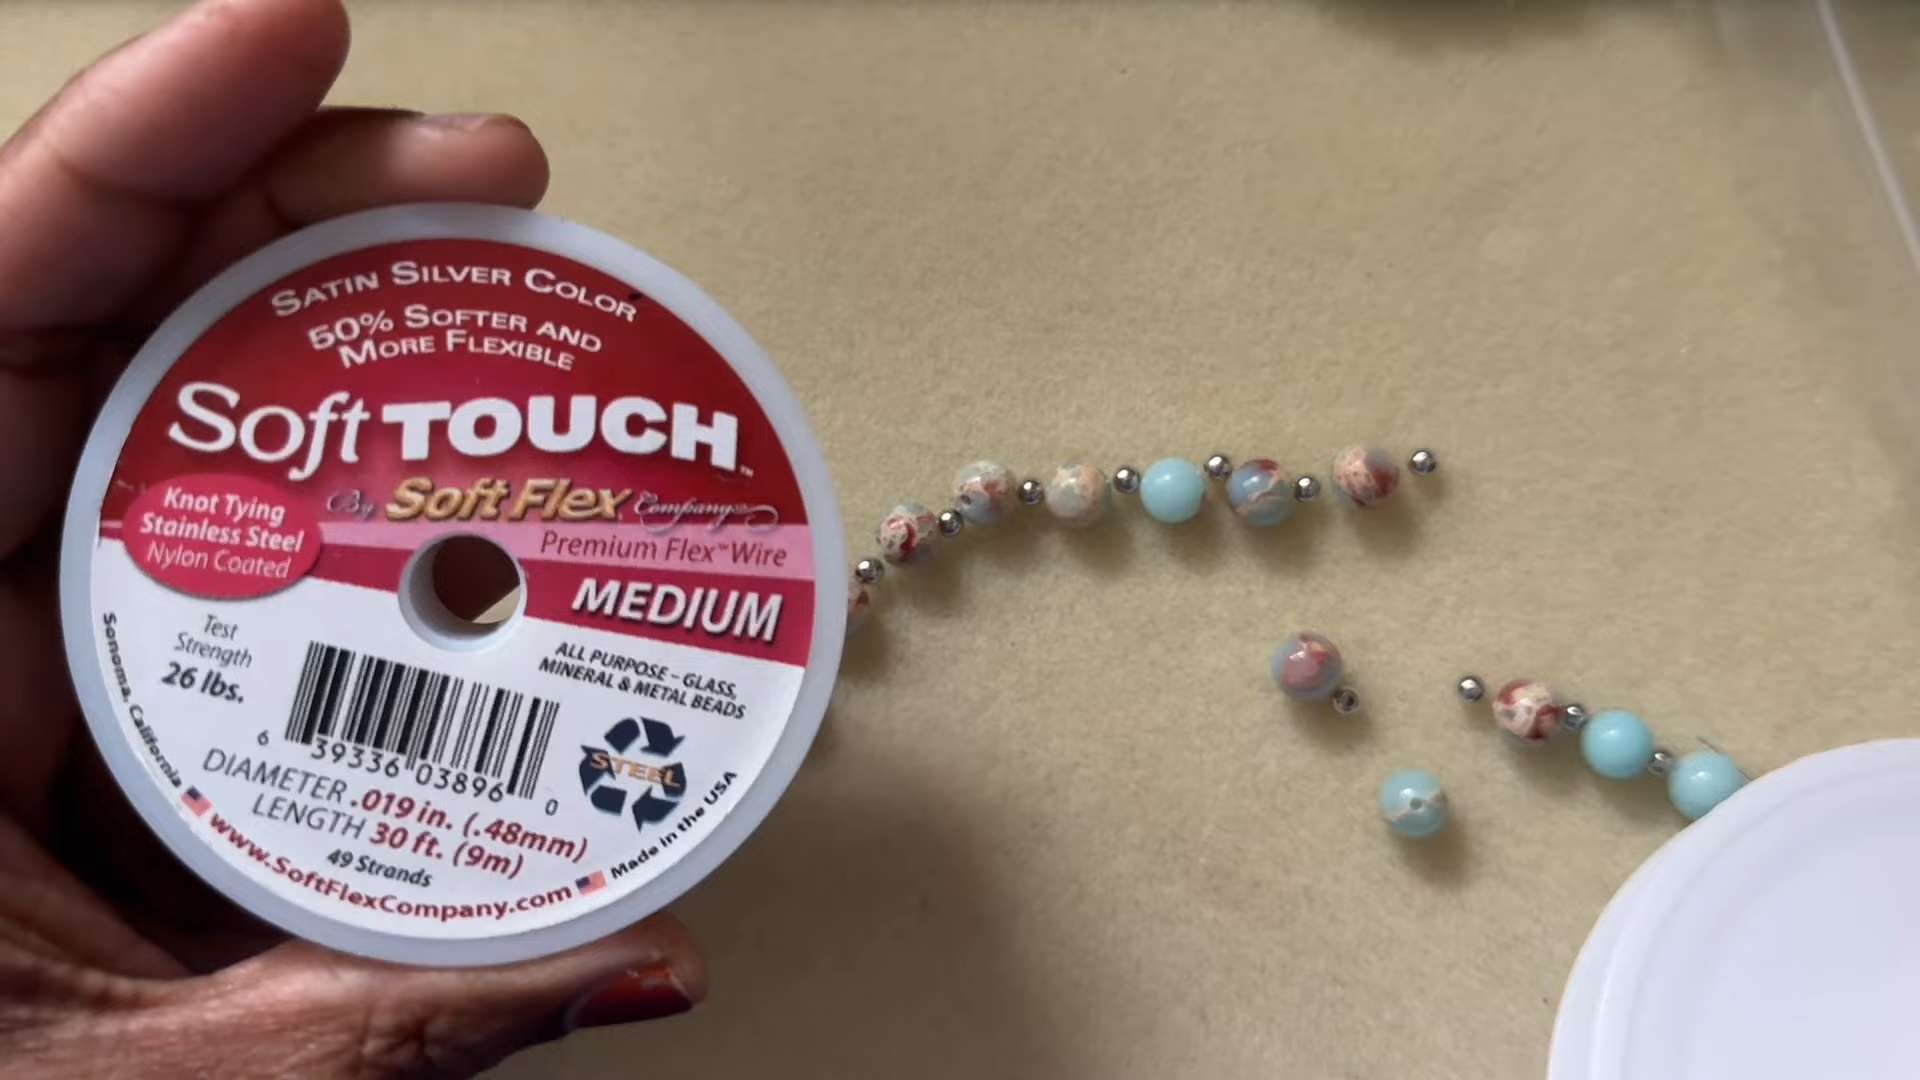 SATIN SILVER COLOR
50% SOFTER AND
MORE FLEXIBLE
Soft TOUCH™
By Soft Flex Company
Knot Tying
Stainless Steel
Nylon Coated
Premium Flex™ Wire
MEDIUM
Test
Strength
26 lbs.
ALL PURPOSE – GLASS,
MINERAL & METAL BEADS
6 39336 03896 0
STEEL
DIAMETER .019 in. (.48mm)
LENGTH 30 ft. (9m)
49 Strands
Sonoma, California
www.SoftFlexCompany.com
Made in the USA